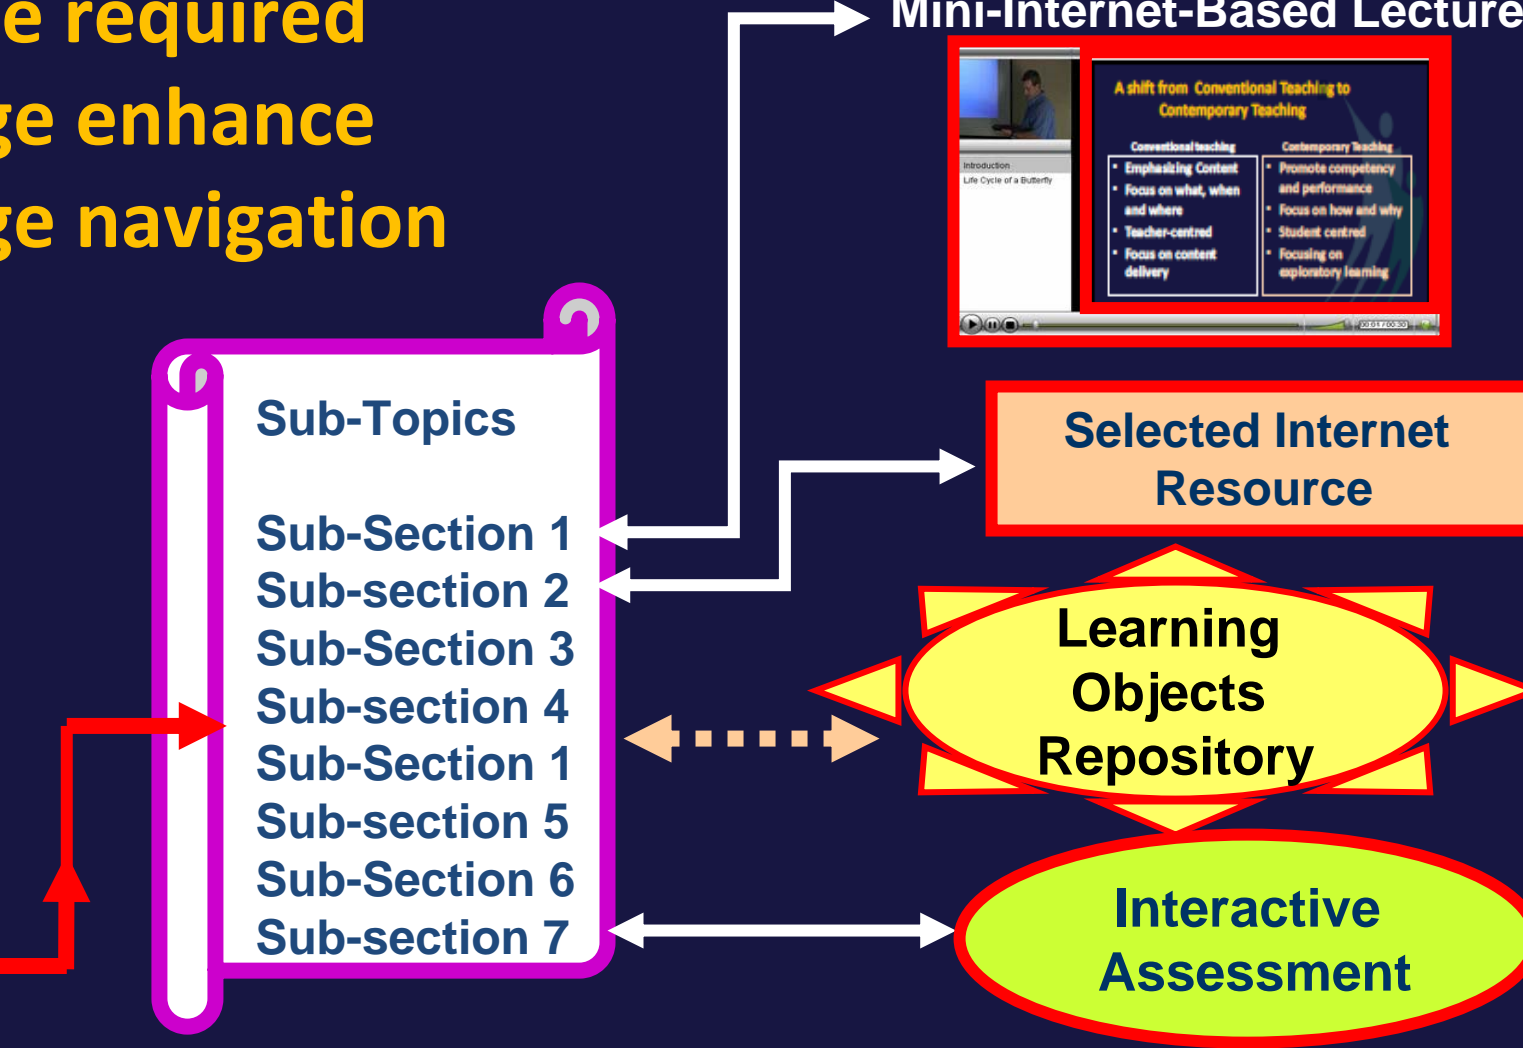 e required
ge enhance
ge navigation
Mini-Internet-Based Lecture
A shift from Conventional Teaching to
Contemporary Teaching
Introduction
Life Cycle of a Butterfly
Conventional teaching
Emphasizing Content
Focus on what, when
and where
Teacher-centred
Focus on content
delivery
Contemporary Teaching
Promote competency
and performance
Focus on how and why
Student centred
Focusing on
exploratory learning
00:01 / 00:30
Sub-Topics
Sub-Section 1
Sub-section 2
Sub-Section 3
Sub-section 4
Sub-Section 1
Sub-section 5
Sub-Section 6
Sub-section 7
Selected Internet
Resource
Learning
Objects
Repository
Interactive
Assessment